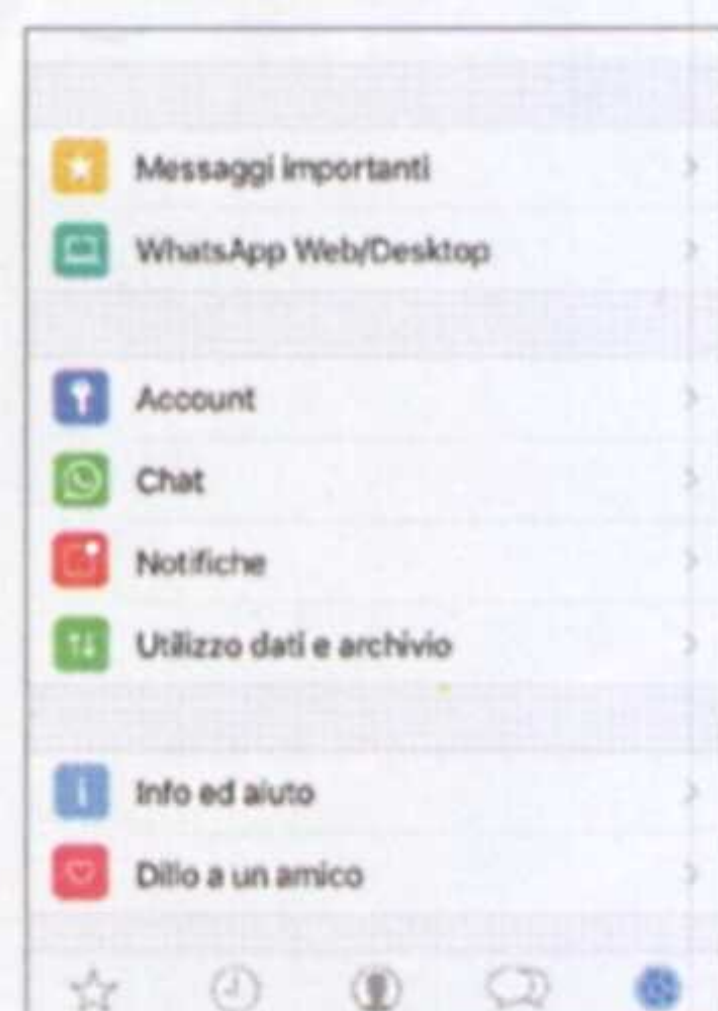 Messaggi importanti
WhatsApp Web/Desktop
Account
Chat
Notifiche
Utilizzo dati e archivio
Info ed aiuto
Dillo a un amico